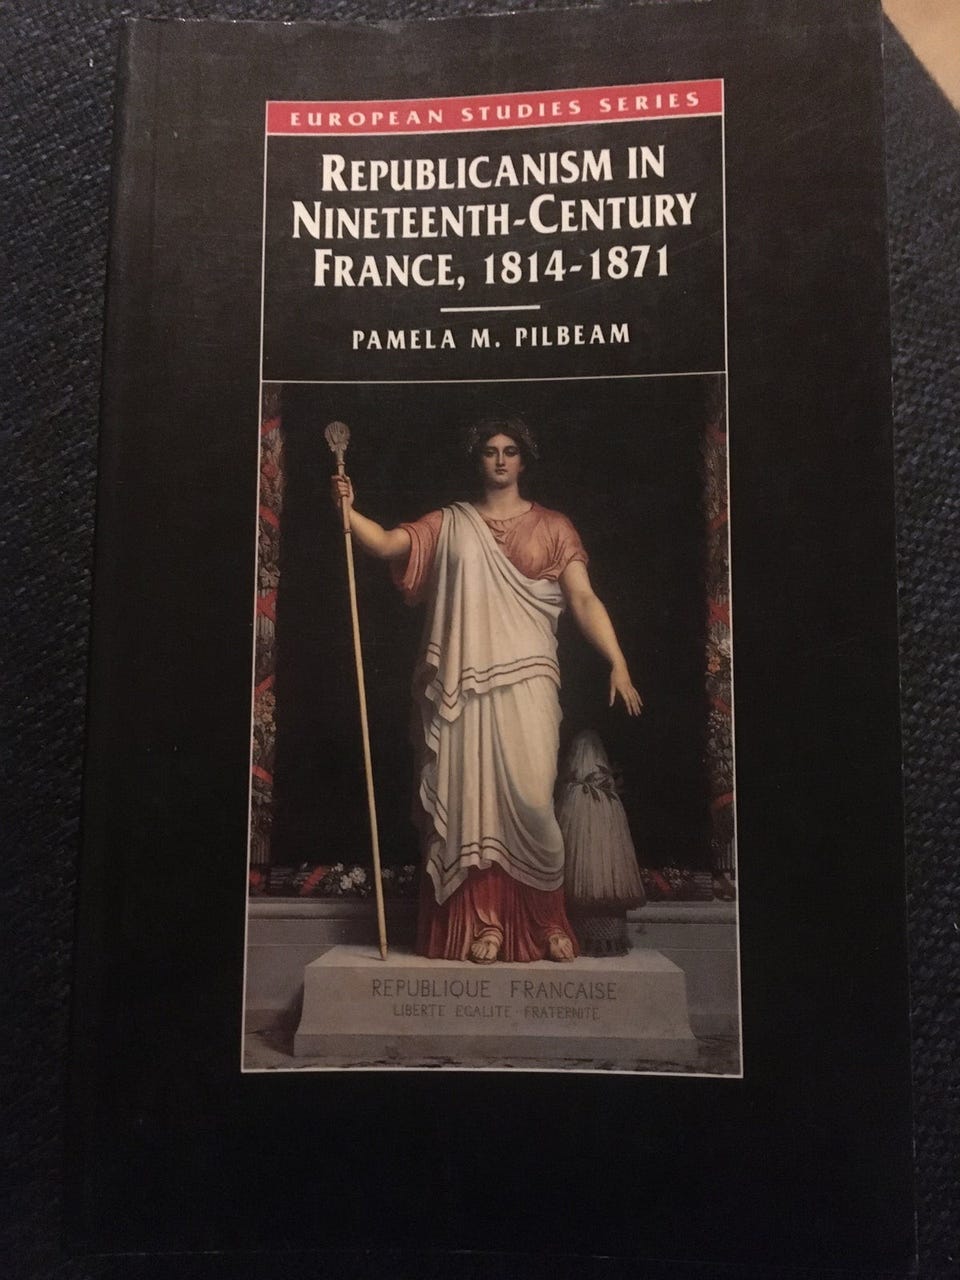 EUROPEAN STUDIES SERIES
REPUBLICANISM IN
NINETEENTH-CENTURY
FRANCE, 1814-1871
PAMELA M. PILBEAM
REPUBLIQUE FRANCAISE
LIBERTE EGALITE FRATERNITE